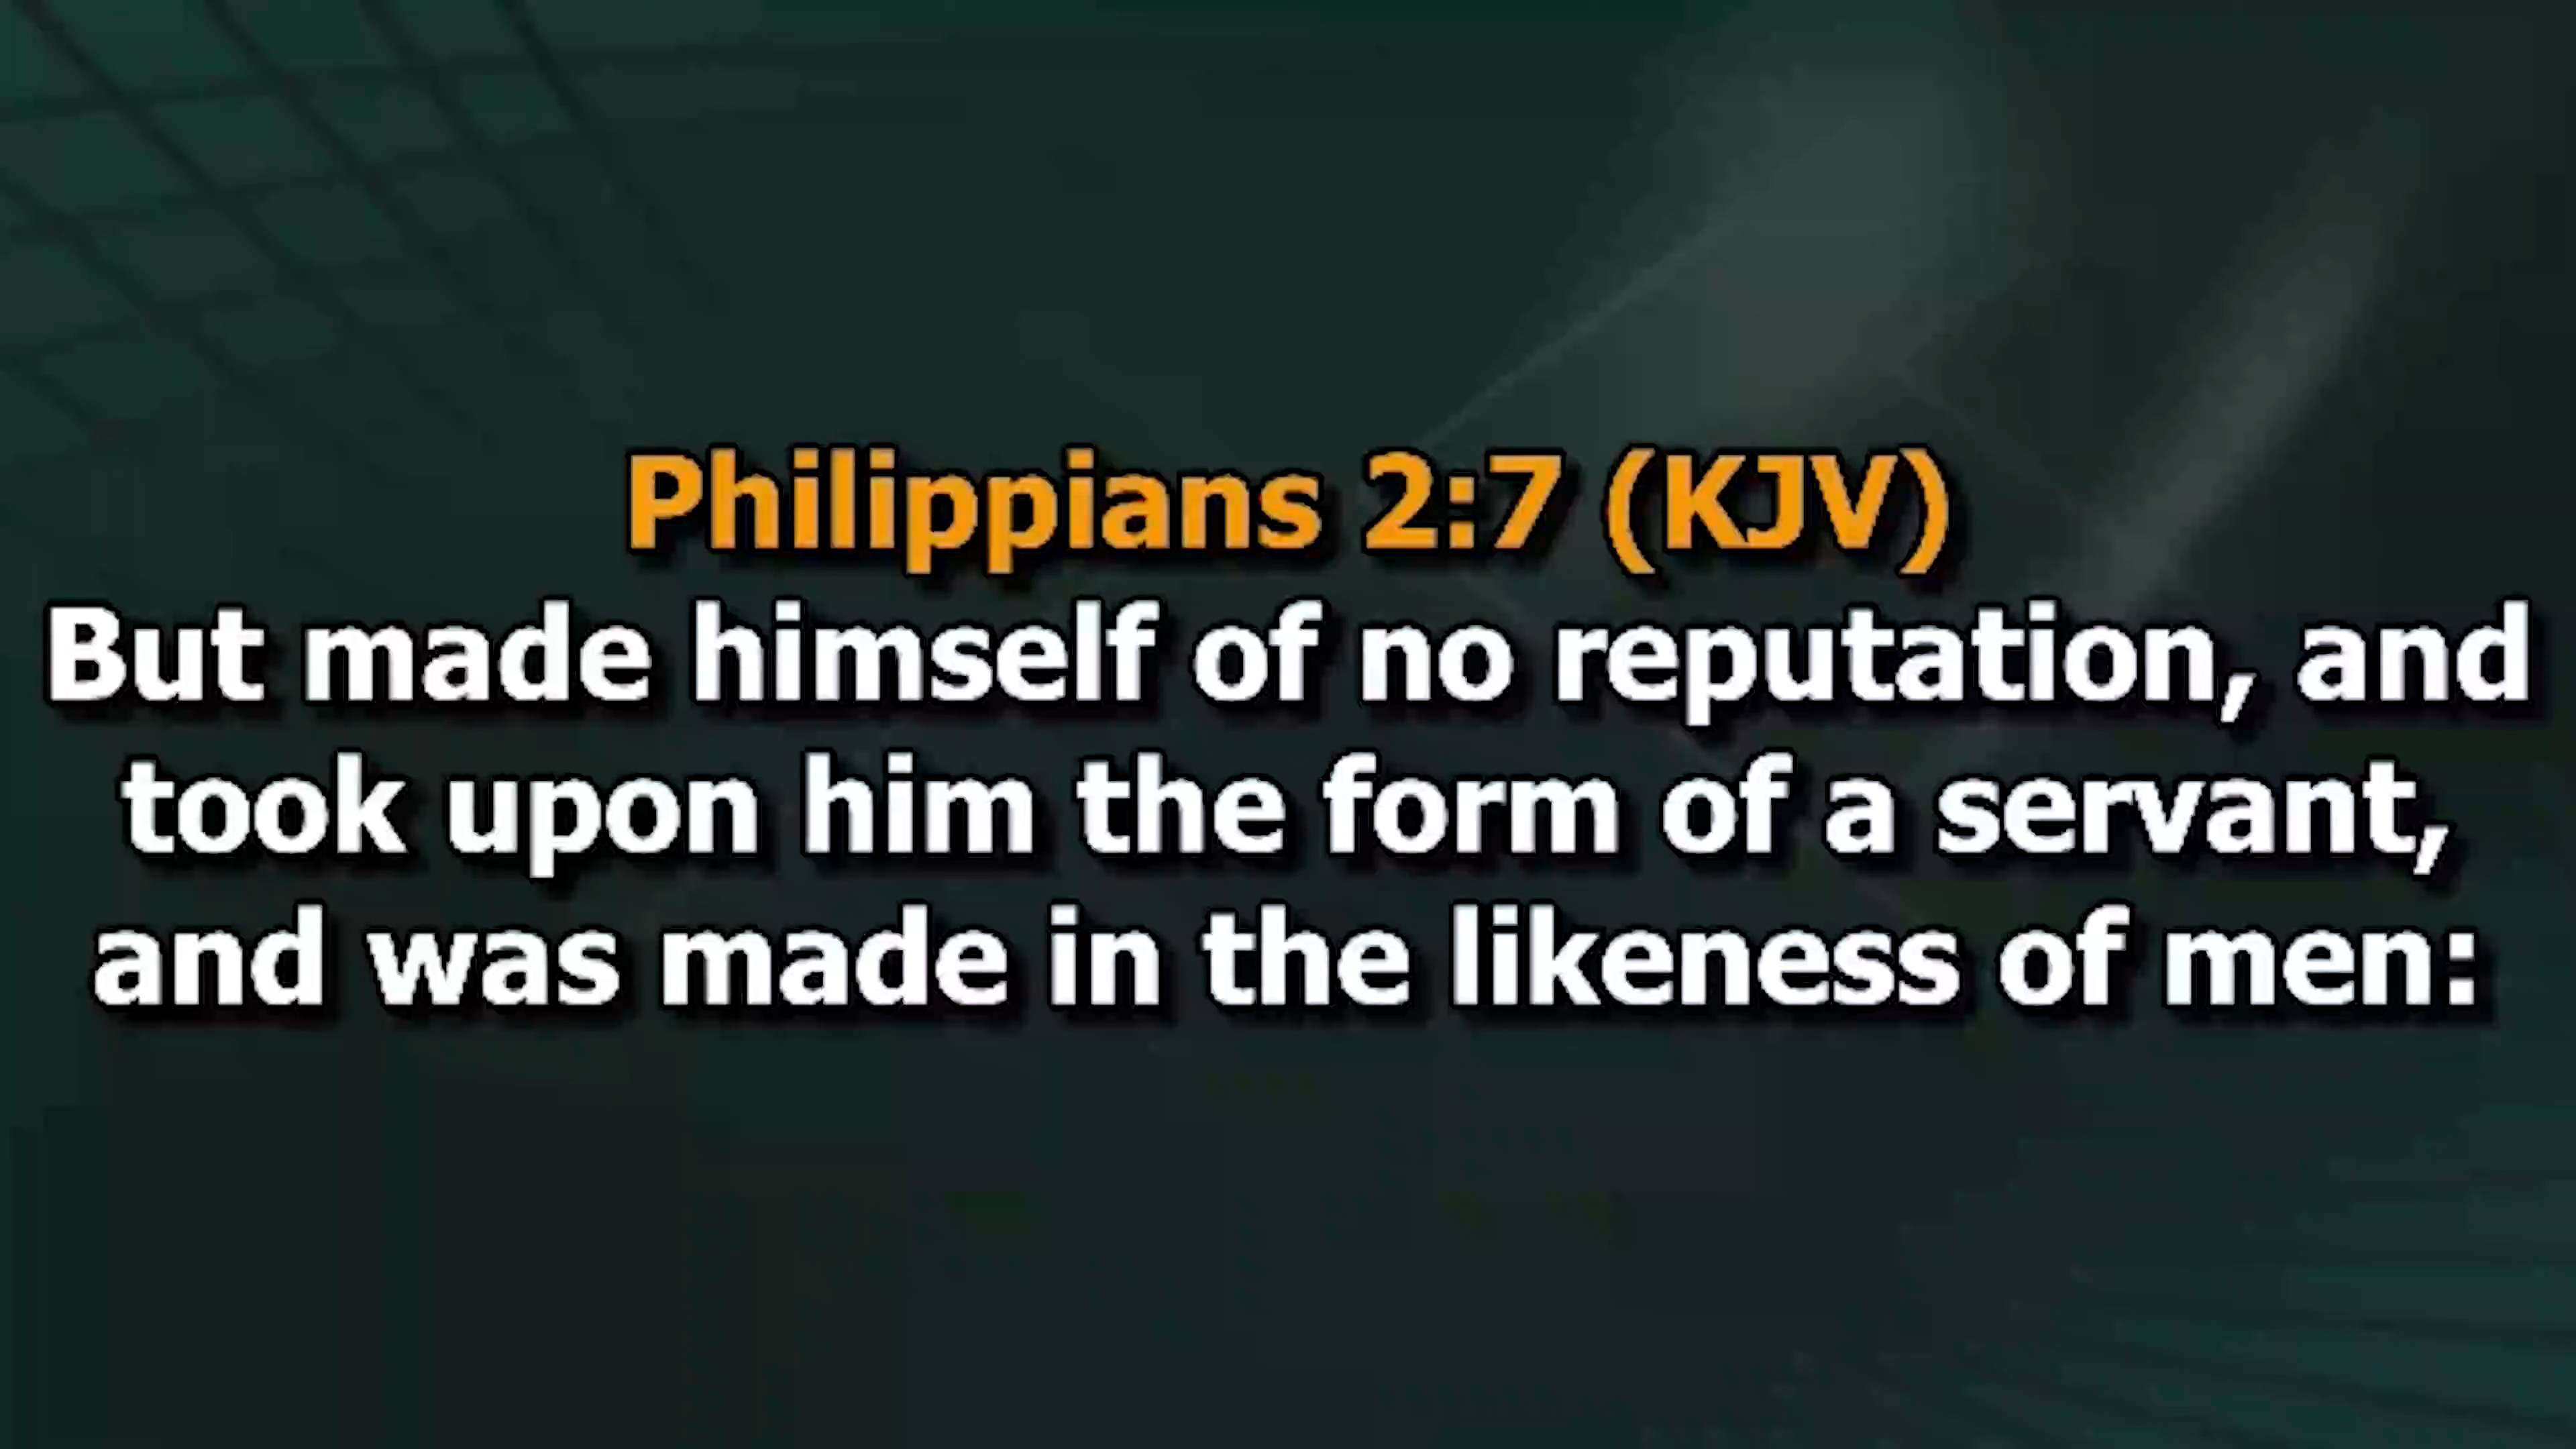 Philippians 2:7 (KJV)
But made himself of no reputation, and
took upon him the form of a servant,
and was made in the likeness of men: